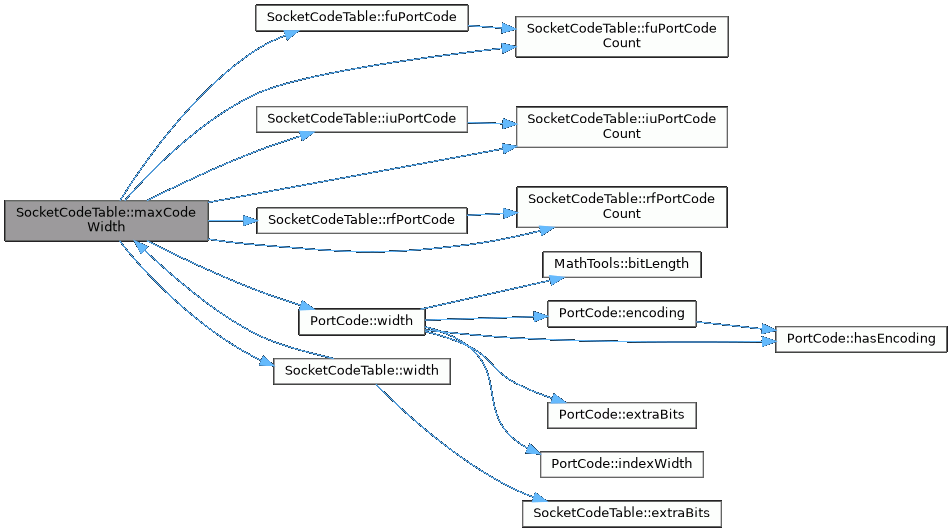 SocketCodeTable::fuPortCode
SocketCodeTable::fuPortCode
Count
SocketCodeTable::iuPortCode
SocketCodeTable::iuPortCode
Count
SocketCodeTable::maxCode
Width
SocketCodeTable::rfPortCode
SocketCodeTable::rfPortCode
Count
MathTools::bitLength
PortCode::width
PortCode::encoding
PortCode::hasEncoding
SocketCodeTable::width
PortCode::extraBits
PortCode::indexWidth
SocketCodeTable::extraBits